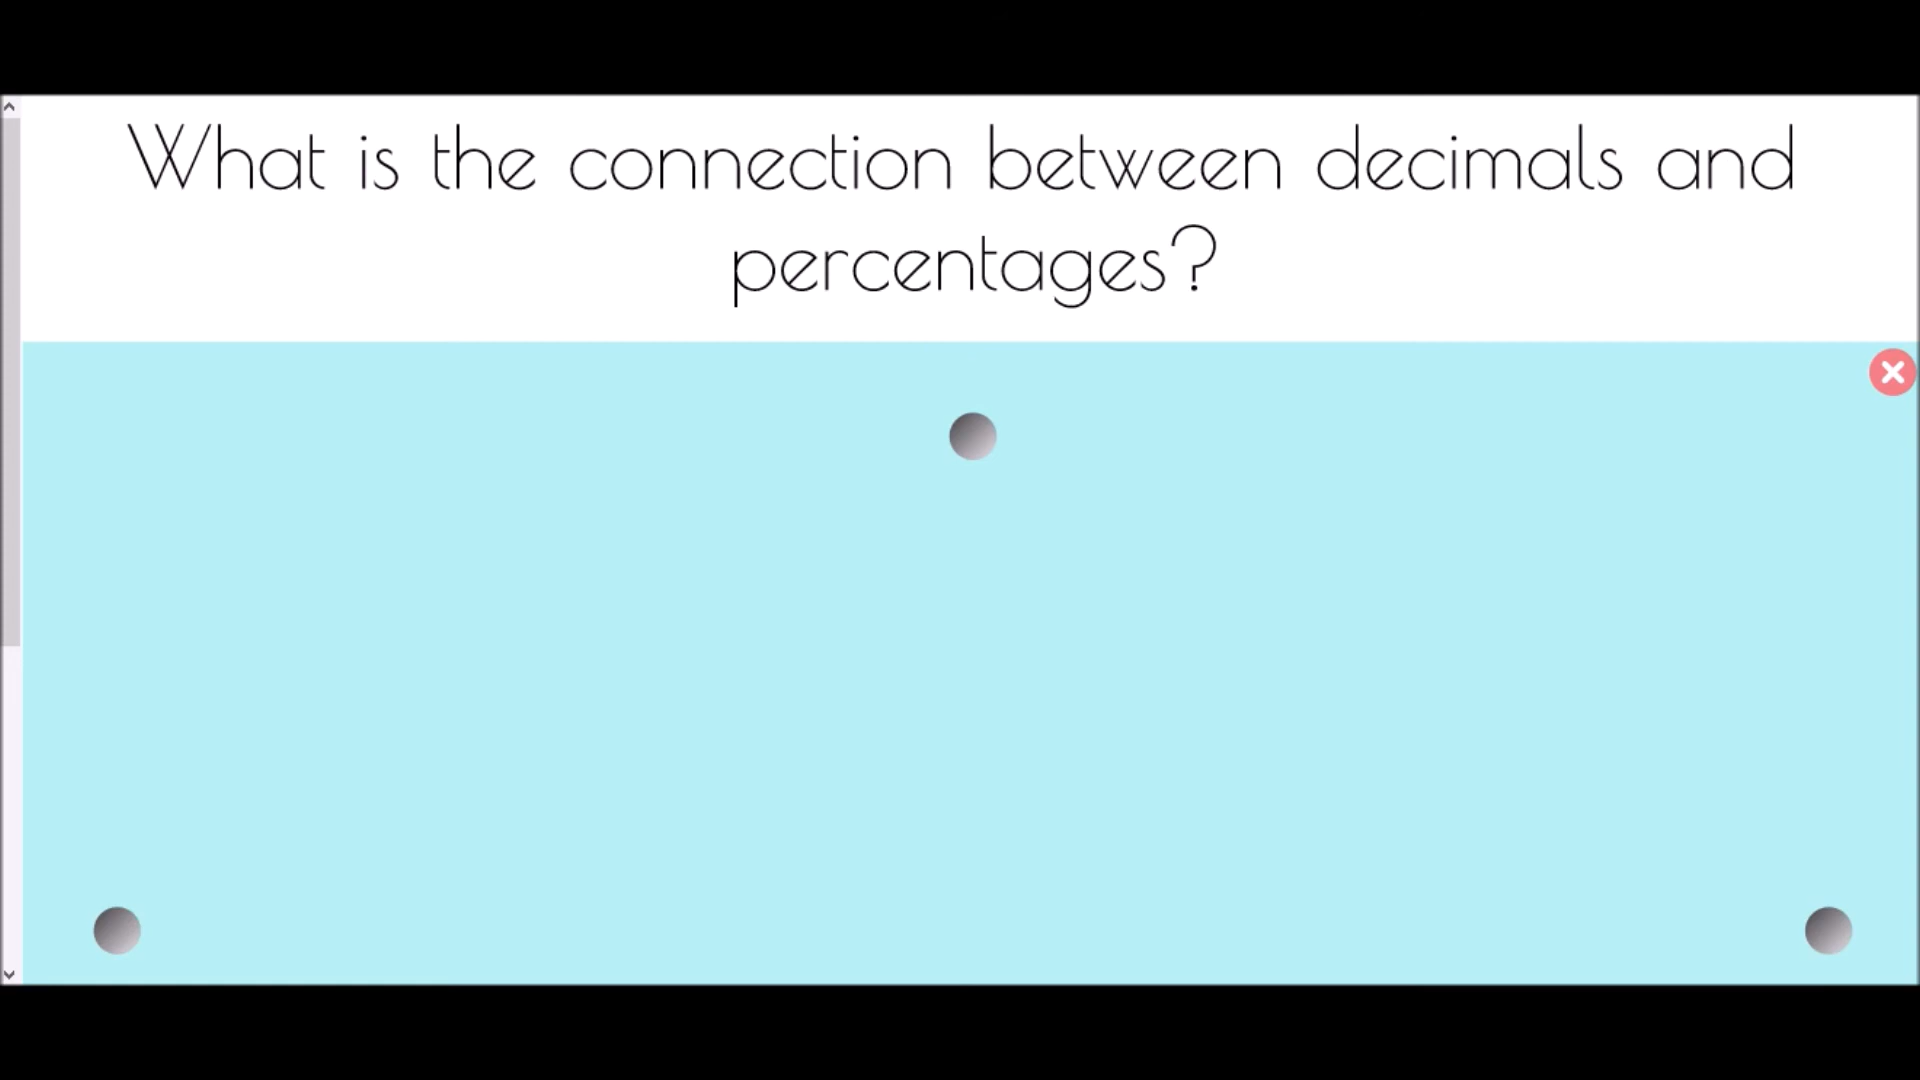 What is the connection between decimals and
percentages?